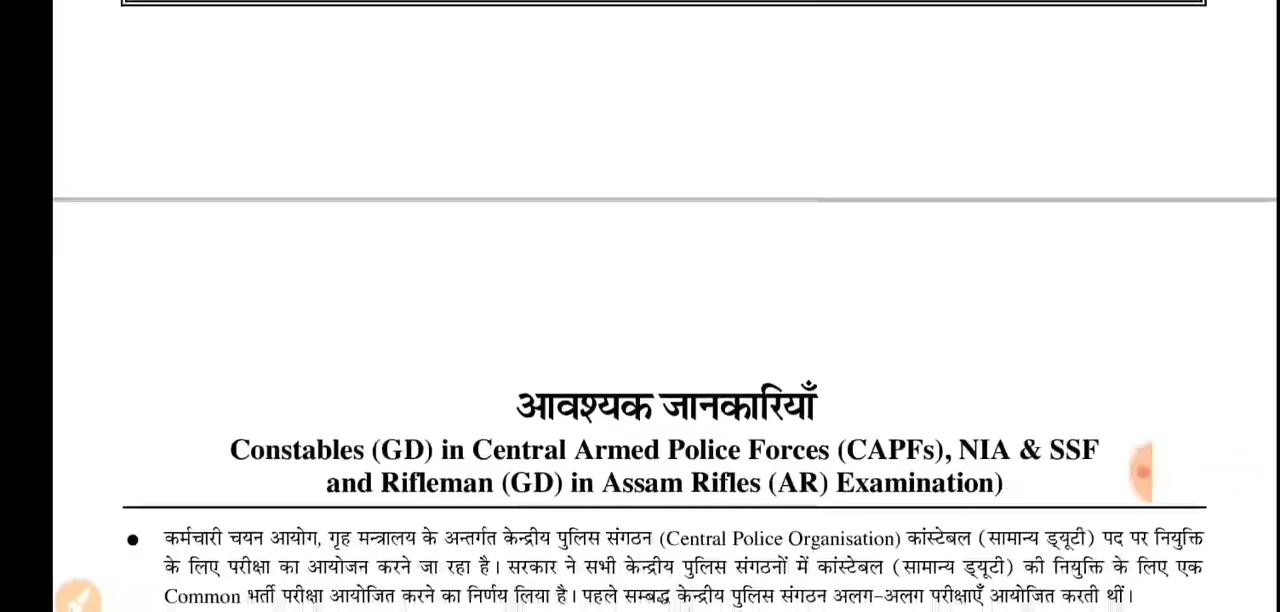 आवश्यक जानकारियाँ
Constables (GD) in Central Armed Police Forces (CAPFs), NIA & SSF
and Rifleman (GD) in Assam Rifles (AR) Examination)
● कर्मचारी चयन आयोग, गृह मन्त्रालय के अन्तर्गत केन्द्रीय पुलिस संगठन (Central Police Organisation) कांस्टेबल (सामान्य ड्यूटी) पद पर नियुक्ति
के लिए परीक्षा का आयोजन करने जा रहा है। सरकार ने सभी केन्द्रीय पुलिस संगठनों में कांस्टेबल (सामान्य ड्यूटी) की नियुक्ति के लिए एक
Common भर्ती परीक्षा आयोजित करने का निर्णय लिया है। पहले सम्बद्ध केन्द्रीय पुलिस संगठन अलग-अलग परीक्षाएँ आयोजित करती थीं।